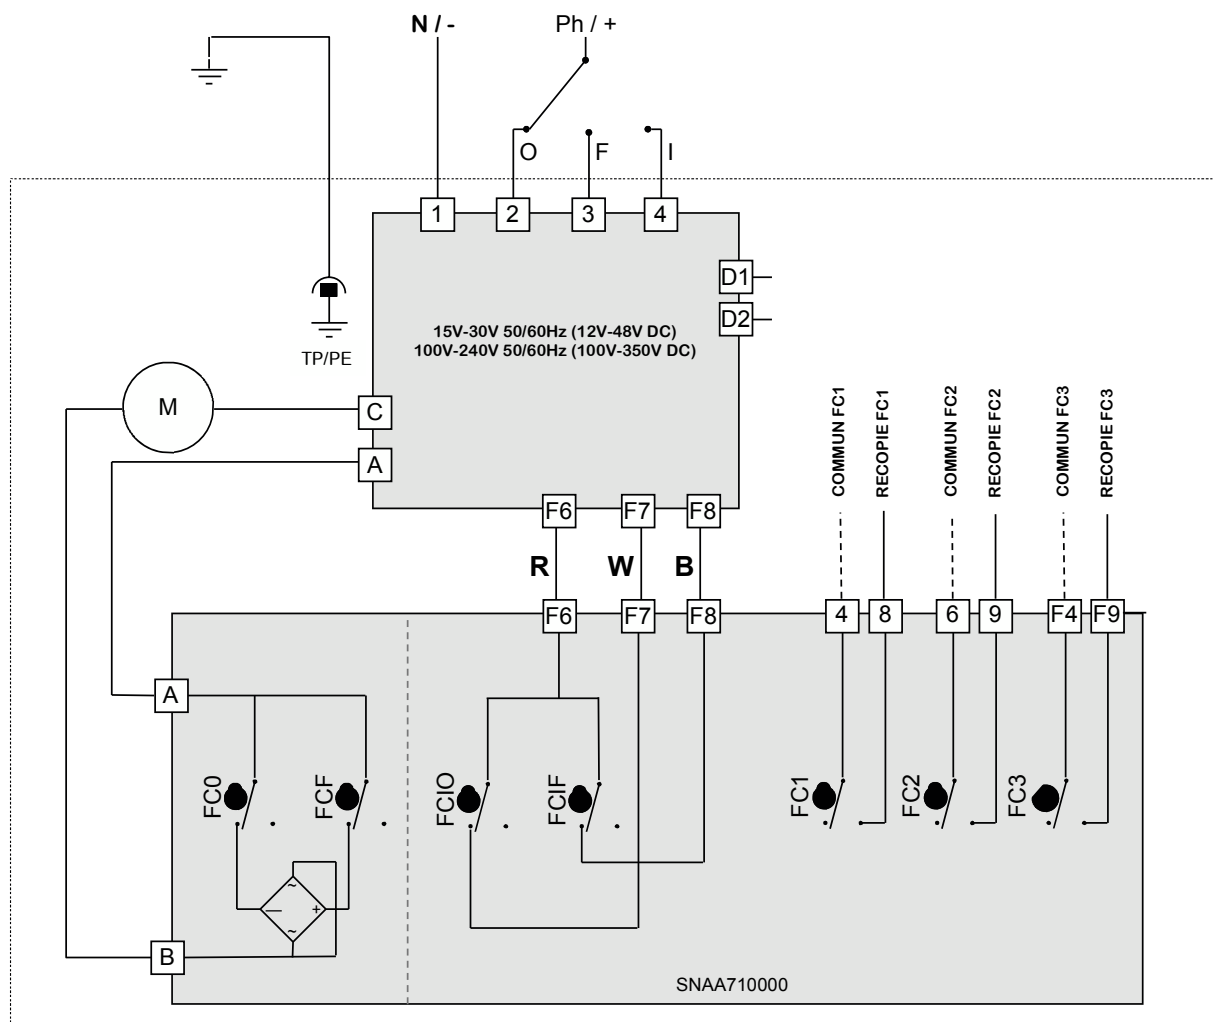 N / -
Ph / +
O
F
I
1
2
3
4
D1
D2
15V-30V 50/60Hz (12V-48V DC)
100V-240V 50/60Hz (100V-350V DC)
TP/PE
M
C
A
F6
F7
F8
R
W
B
COMMUN FC1
RECOPIE FC1
COMMUN FC2
RECOPIE FC2
COMMUN FC3
RECOPIE FC3
F6
F7
F8
4
8
6
9
F4
F9
A
FC0
FCF
FCIO
FCIF
FC1
FC2
FC3
~
— +
~
B
SNAA710000